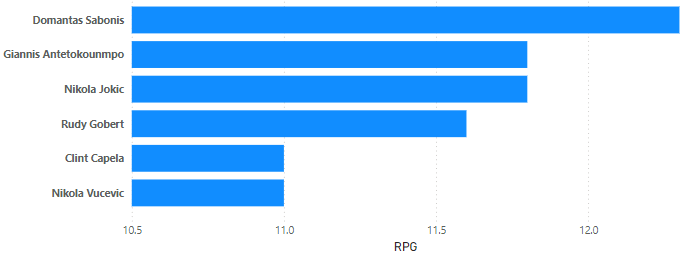 Domantas Sabonis
Giannis Antetokounmpo
Nikola Jokic
Rudy Gobert
Clint Capela
Nikola Vucevic
10.5 11.0 11.5 12.0
RPG